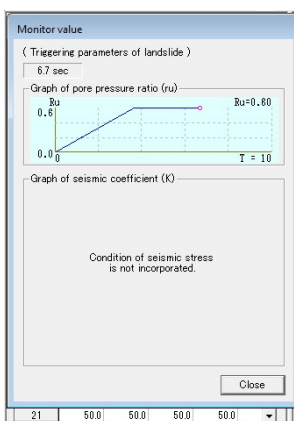 Monitor value
( Triggering parameters of landslide )
6.7 sec
Graph of pore pressure ratio (ru)
Ru
Ru=0.60
0.6
0.0
0
T = 10
Graph of seismic coefficient (K)
Condition of seismic stress
is not incorporated.
Close
21 50.0 50.0 50.0 50.0